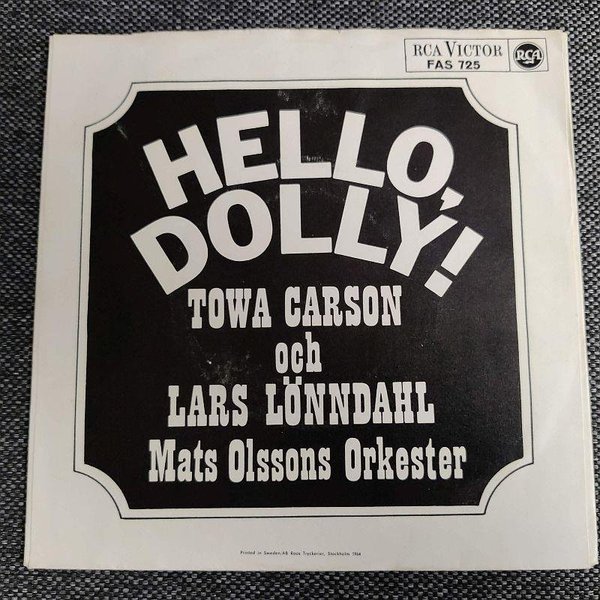 RCA VICTOR
FAS 725
RCA
HELLO,
DOLLY!
TOWA CARSON
och
LARS LÖNNDAHL
Mats Olssons Orkester
Printed in Sweden/AB Roos Tryckerier, Stockholm 1964